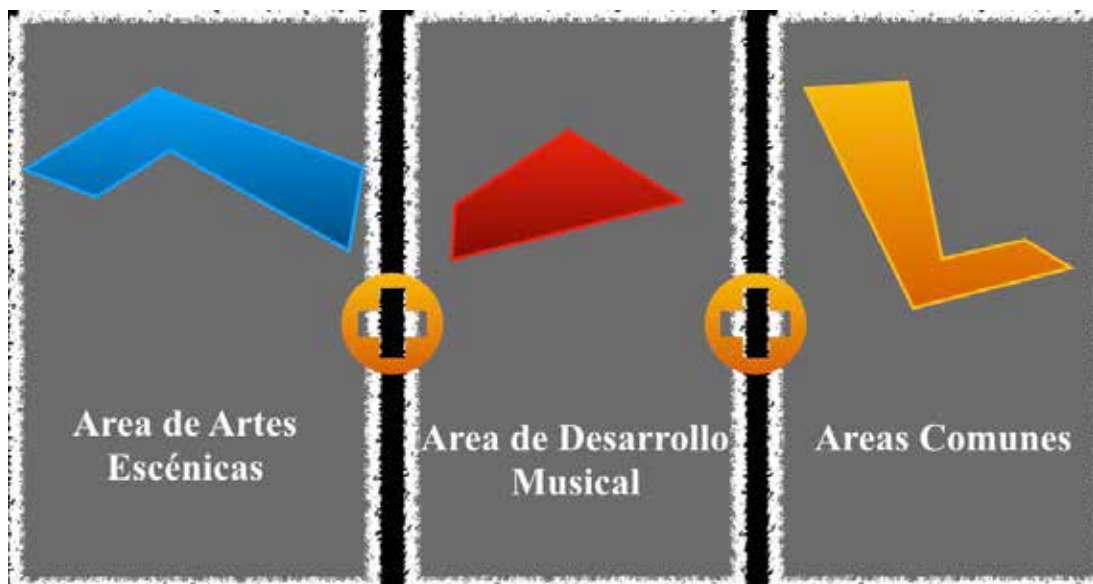 Area de Artes
Escénicas
Area de Desarrollo
Musical
Areas Comunes